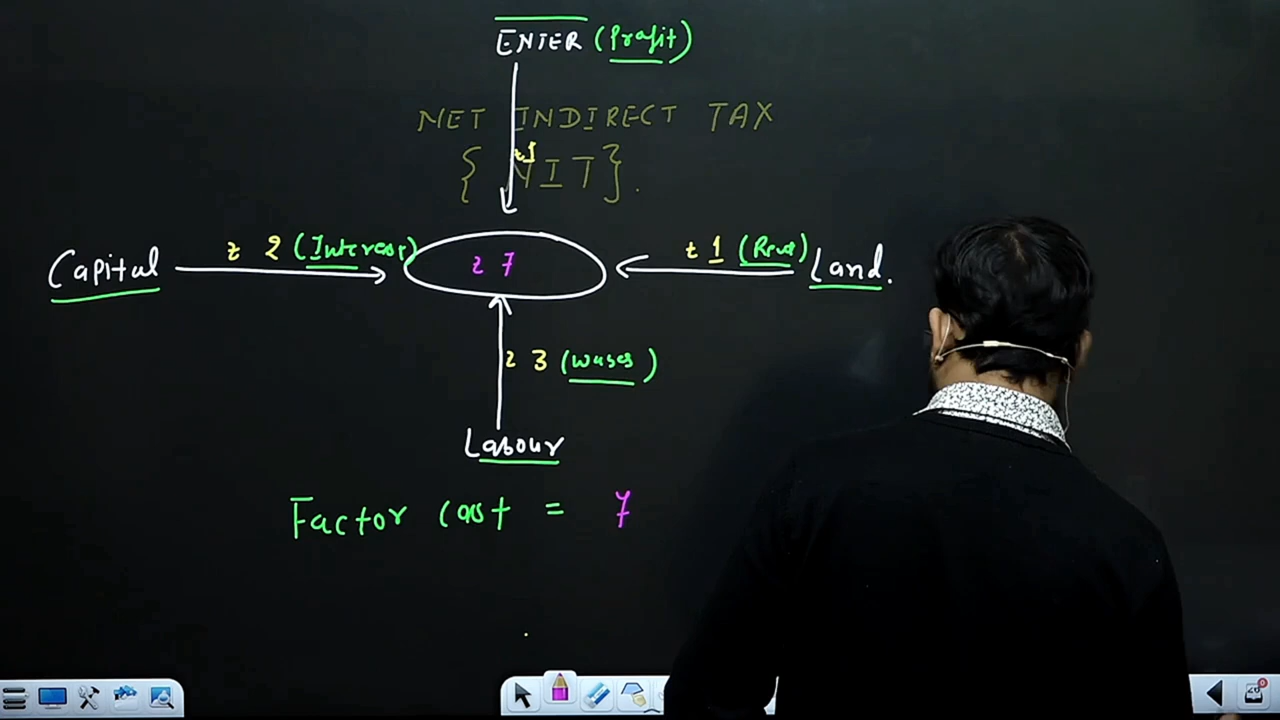 ENTER (Profit)
NET INDIRECT TAX
{ NIT}.
Capital
z 2 (Interest)
z 7
z 1 (Rent)
Land.
z 3 (Wages)
Labour
Factor cost = 7